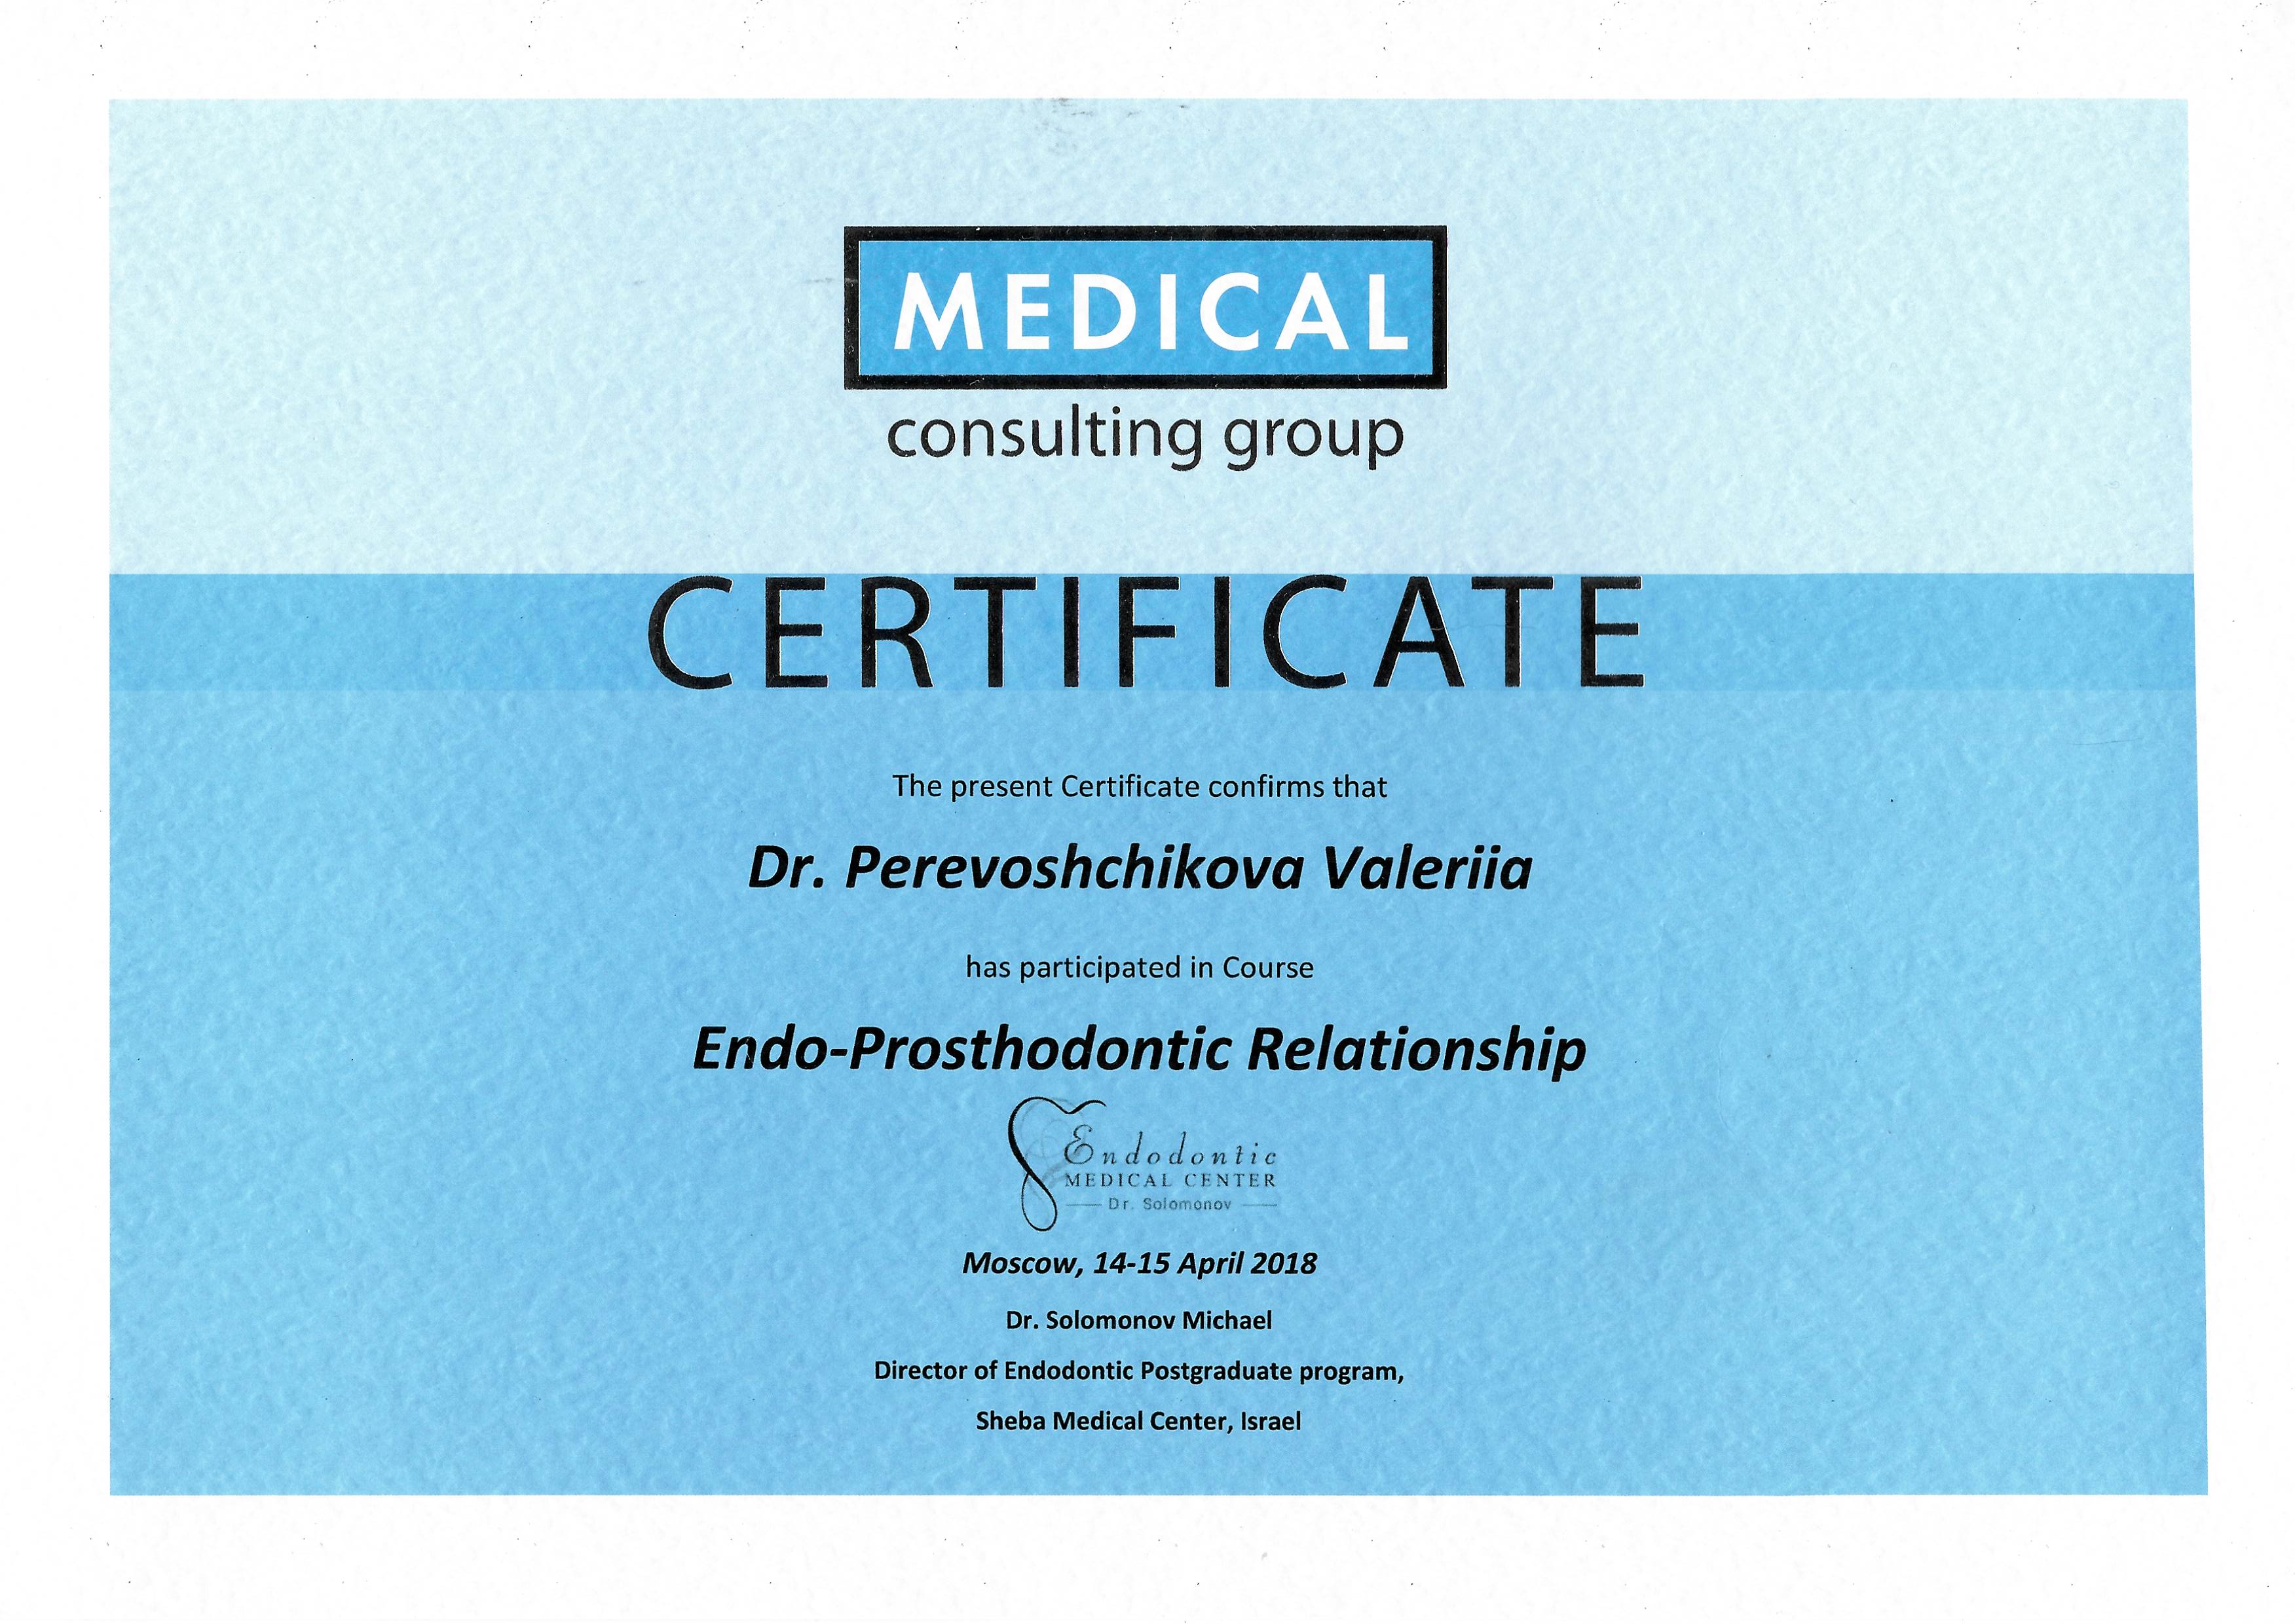 MEDICAL
consulting group
CERTIFICATE
The present Certificate confirms that
Dr. Perevoshchikova Valeriia
has participated in Course
Endo-Prosthodontic Relationship
Endodontic
MEDICAL CENTER
Dr. Solomonov
Moscow, 14-15 April 2018
Dr. Solomonov Michael
Director of Endodontic Postgraduate program,
Sheba Medical Center, Israel